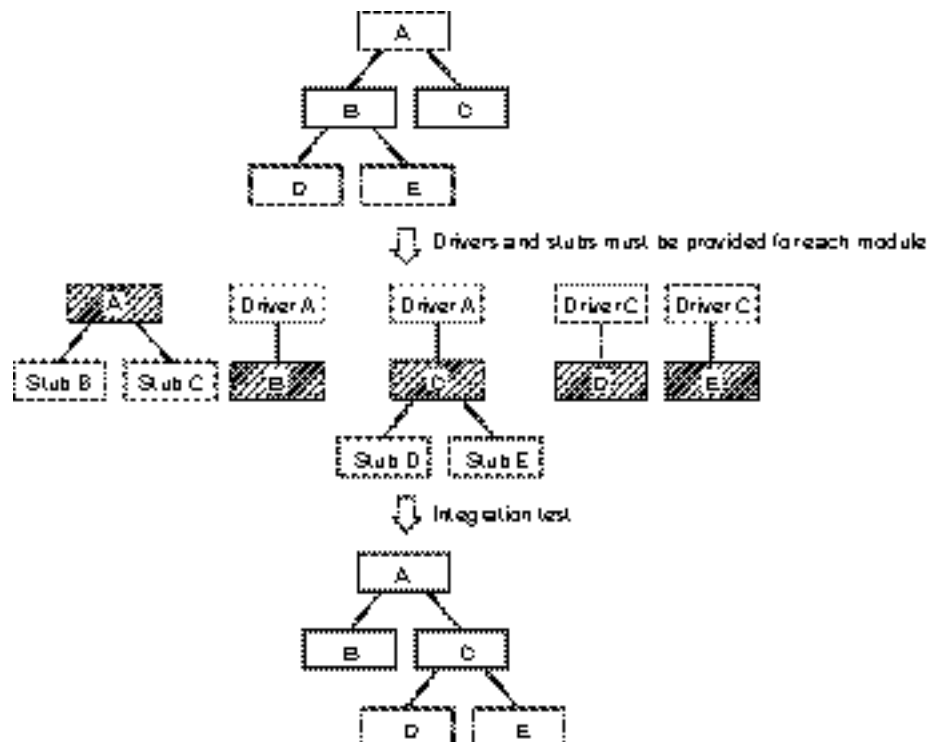 A
B C
D E
Drivers and stubs must be provided for each module
A Driver A Driver A Driver C Driver C
Stub B Stub C B C D E
Stub D Stub E
Integration test
A
B C
D E